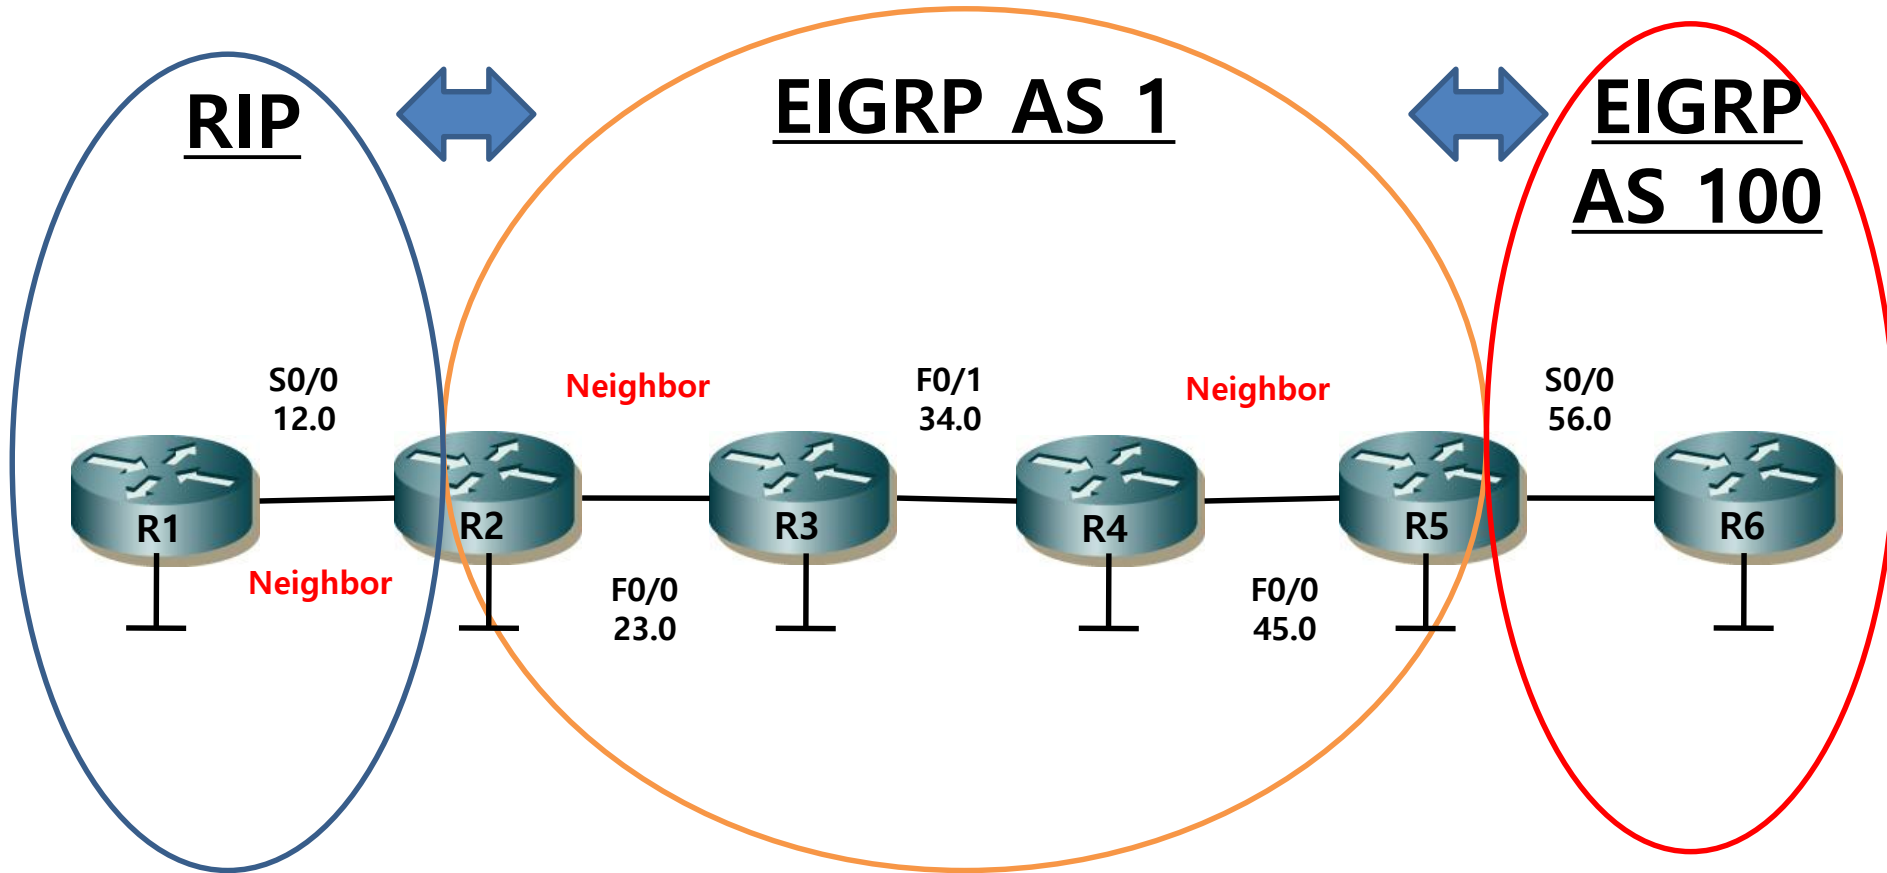 RIP
EIGRP AS 1
EIGRP
AS 100
S0/0
12.0
Neighbor
F0/1
34.0
Neighbor
S0/0
56.0
R1
R2
R3
R4
R5
R6
Neighbor
F0/0
23.0
F0/0
45.0